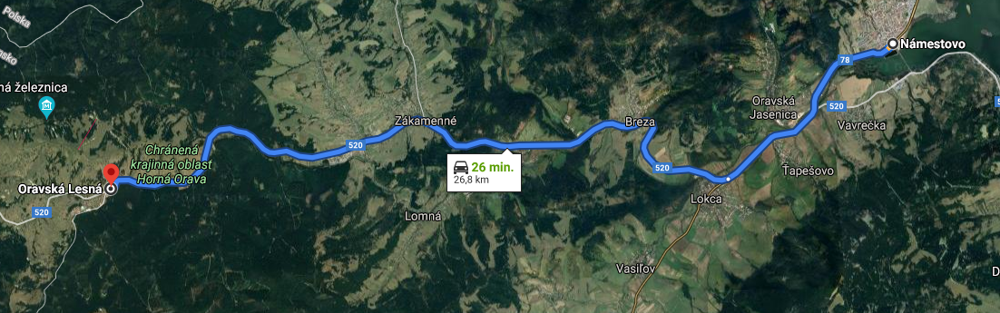 Polska
ná železnica
Námestovo
78
Oravská
Jasenica
520
Vavrečka
Zákamenné
Breza
520
Chránená
krajinná oblasť
Horná Orava
26 min.
26,8 km
520
Ťapešovo
Oravská Lesná
Lokca
520
Lomná
Vasiľov
D